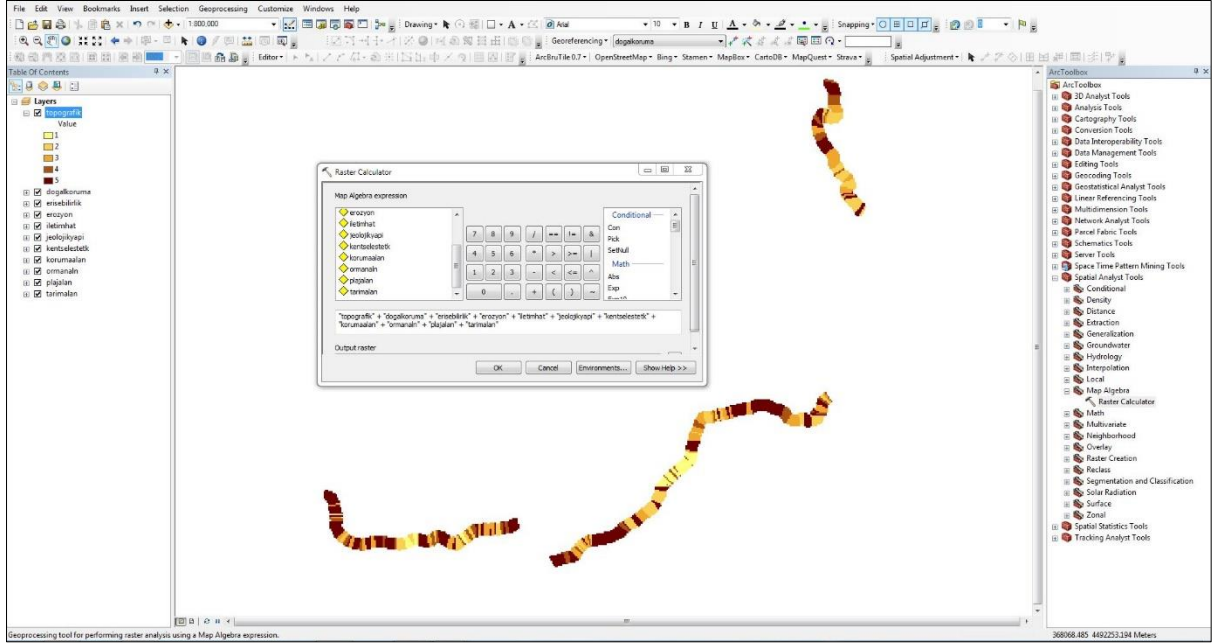 File Edit View Bookmarks Insert Selection Geoprocessing Customize Windows Help
1:800,000
Drawing
A
Arial
10
B I U A
Snapping
Georeferencing
dogalkoruma
Editor
ArcBruTile 0.7
OpenStreetMap Bing Stamen MapBox CartoDB MapQuest Strava
Spatial Adjustment
Table Of Contents
Layers
topografik
Value
1
2
3
4
5
dogalkoruma
erisebilirlik
erozyon
iletimhat
jeolojikyapi
kentselestetk
korumaalan
ormanaln
plajalan
tarimalan
Raster Calculator
Map Algebra expression
erozyon
iletimhat
jeolojikyapi
kentselestetk
korumaalan
ormanaln
plajalan
tarimalan
7 8 9 / == != &
4 5 6 * > >= |
1 2 3 - < <= ^
0 . + ( ) ~
Conditional
Con
Pick
SetNull
Math
Abs
Exp
Exp10
"topografik" + "dogalkoruma" + "erisebilirlik" + "erozyon" + "iletimhat" + "jeolojikyapi" + "kentselestetk" +
"korumaalan" + "ormanaln" + "plajalan" + "tarimalan"
Output raster
OK Cancel Environments... Show Help >>
ArcToolbox
ArcToolbox
3D Analyst Tools
Analysis Tools
Cartography Tools
Conversion Tools
Data Interoperability Tools
Data Management Tools
Editing Tools
Geocoding Tools
Geostatistical Analyst Tools
Linear Referencing Tools
Multidimension Tools
Network Analyst Tools
Parcel Fabric Tools
Schematics Tools
Server Tools
Space Time Pattern Mining Tools
Spatial Analyst Tools
Conditional
Density
Distance
Extraction
Generalization
Groundwater
Hydrology
Interpolation
Local
Map Algebra
Raster Calculator
Math
Multivariate
Neighborhood
Overlay
Raster Creation
Reclass
Segmentation and Classification
Solar Radiation
Surface
Zonal
Spatial Statistics Tools
Tracking Analyst Tools
Geoprocessing tool for performing raster analysis using a Map Algebra expression.
368068.485 4492253.194 Meters